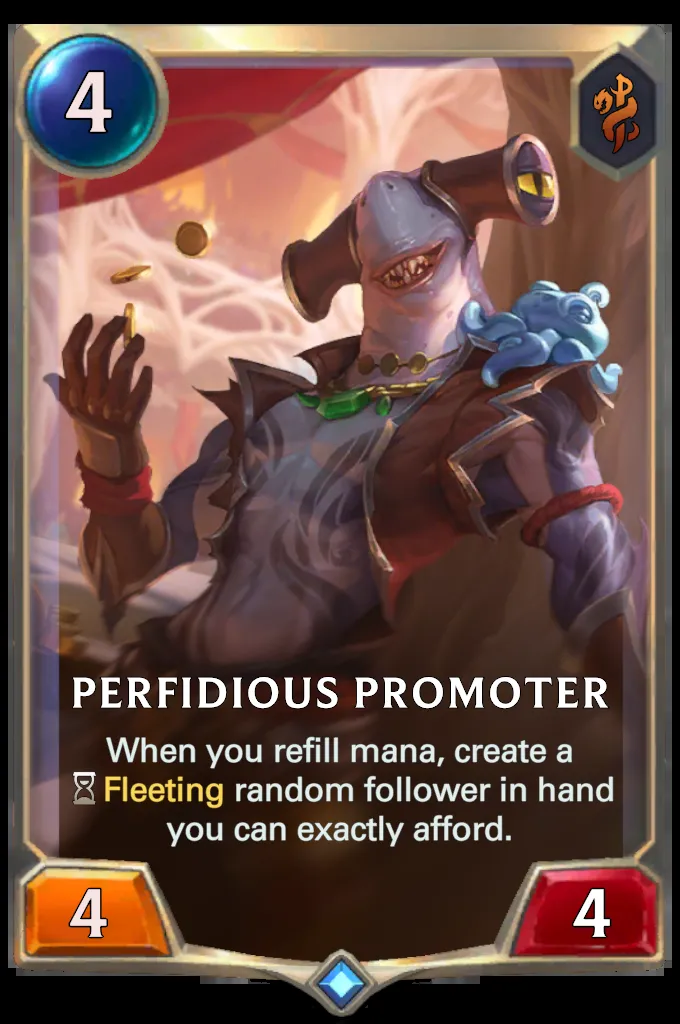 4
PERFIDIOUS PROMOTER
When you refill mana, create a
Fleeting random follower in hand
you can exactly afford.
4
4